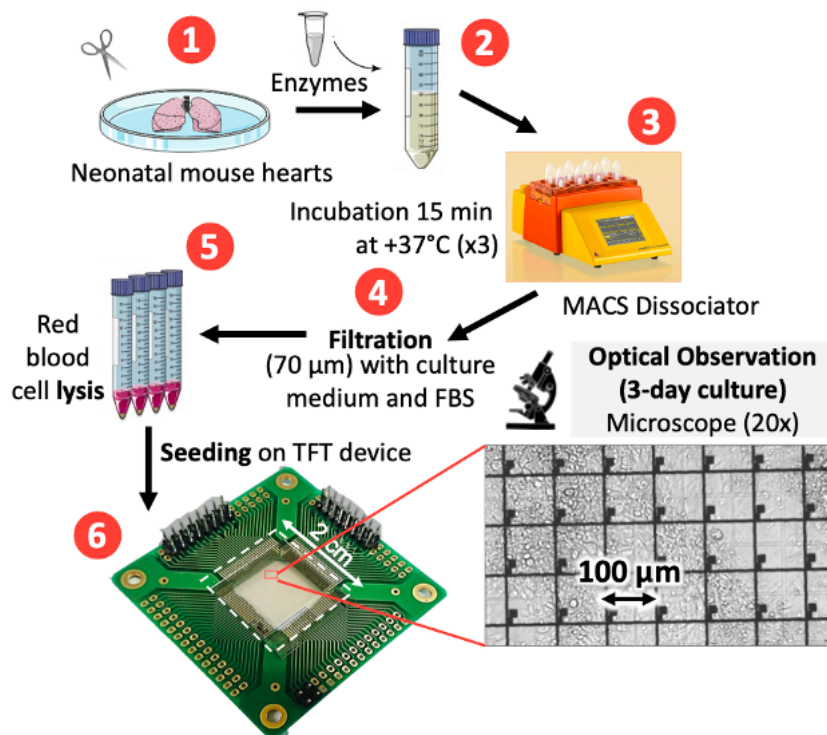 1
Enzymes
2
Neonatal mouse hearts
3
Incubation 15 min
at +37°C (x3)
MACS Dissociator
5
4
Red
blood
cell lysis
Filtration
(70 µm) with culture
medium and FBS
Optical Observation
(3-day culture)
Microscope (20x)
Seeding on TFT device
6
2 cm
100 µm